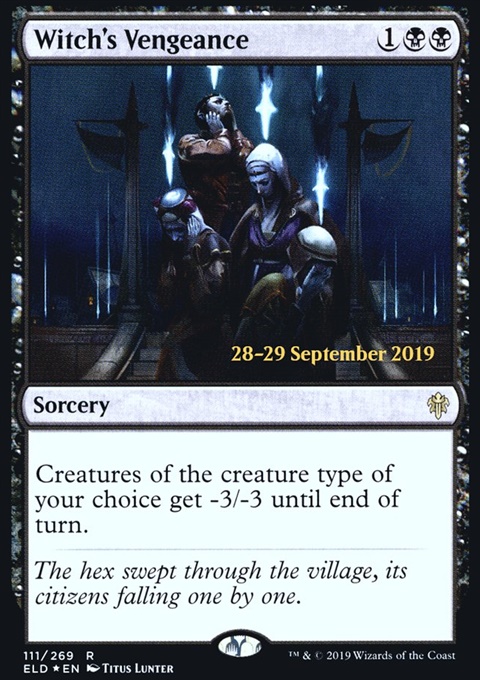 Witch's Vengeance 1
28-29 September 2019
Sorcery
Creatures of the creature type of
your choice get -3/-3 until end of
turn.
The hex swept through the village, its
citizens falling one by one.
111/269 R
ELD ★ EN Titus Lunter
™ & © 2019 Wizards of the Coast